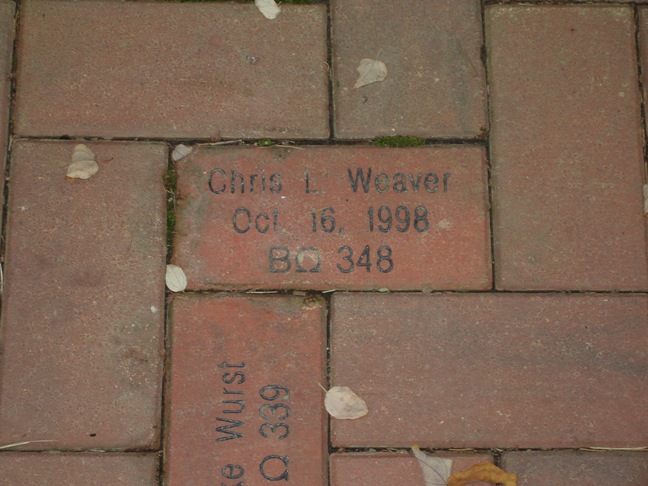 Chris L. Weaver
Oct. 16, 1998
BΩ 348
Wurst
Ω 339